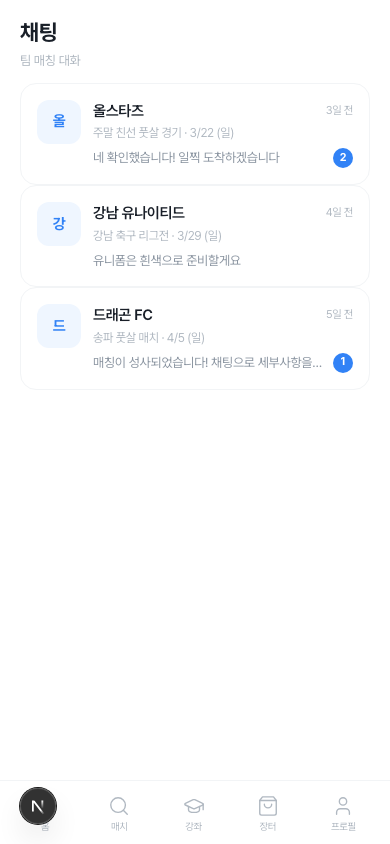 채팅
팀 매칭 대화
올
올스타즈
3일 전
주말 친선 풋살 경기 · 3/22 (일)
네 확인했습니다! 일찍 도착하겠습니다
2
강
강남 유나이티드
4일 전
강남 축구 리그전 · 3/29 (일)
유니폼은 흰색으로 준비할게요
드
드래곤 FC
5일 전
송파 풋살 매치 · 4/5 (일)
매칭이 성사되었습니다! 채팅으로 세부사항을...
1
N
홈
매치
강좌
장터
프로필